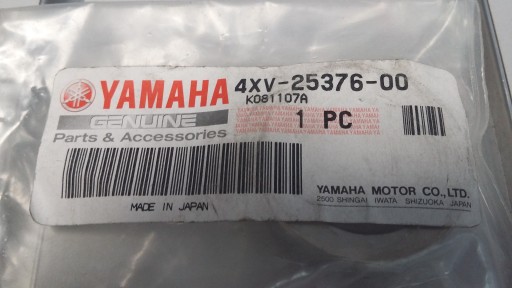 YAMAHA 4XV-25376-00
K081107A
GENUINE
Parts & Accessories
1 PC
MADE IN JAPAN
YAMAHA MOTOR CO., LTD.
2500 SHINGAI IWATA SHIZUOKA JAPAN